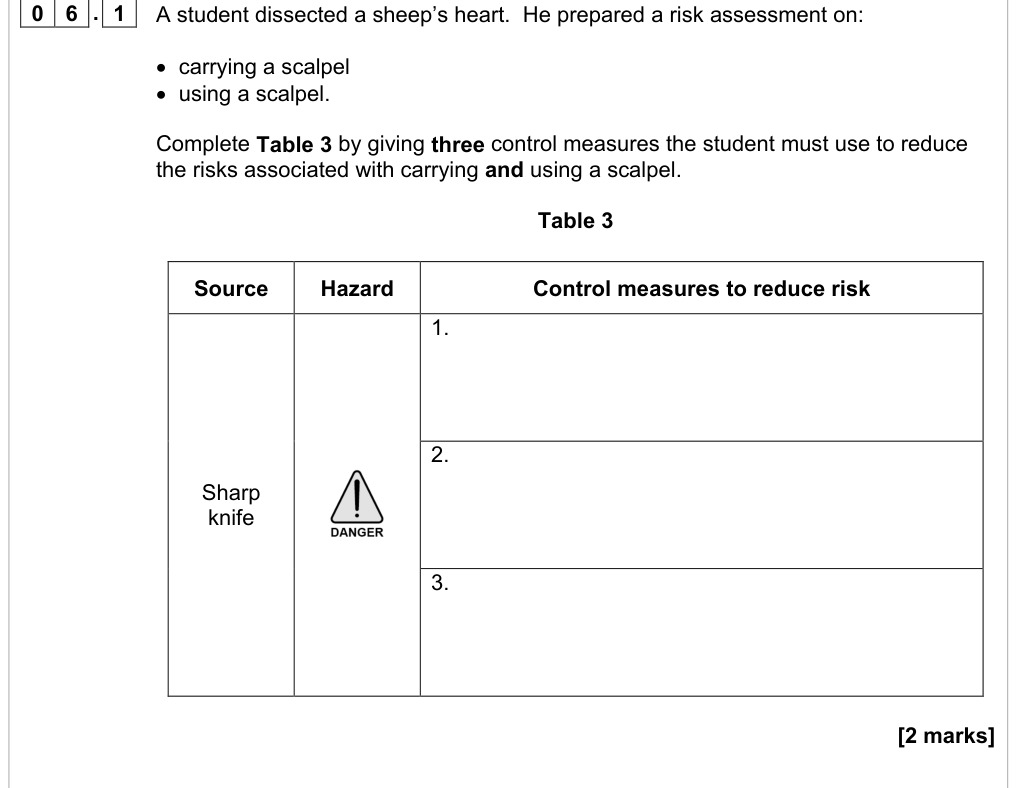 0 6 . 1 A student dissected a sheep's heart. He prepared a risk assessment on:
• carrying a scalpel
• using a scalpel.
Complete Table 3 by giving three control measures the student must use to reduce
the risks associated with carrying and using a scalpel.
Table 3
Source Hazard Control measures to reduce risk
1.
2.
Sharp
knife
DANGER
3.
[2 marks]